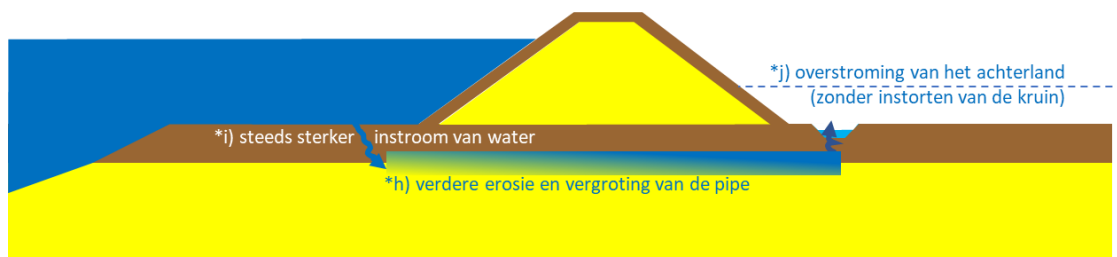 *j) overstroming van het achterland
(zonder instorten van de kruin)
*i) steeds sterker instroom van water
*h) verdere erosie en vergroting van de pipe